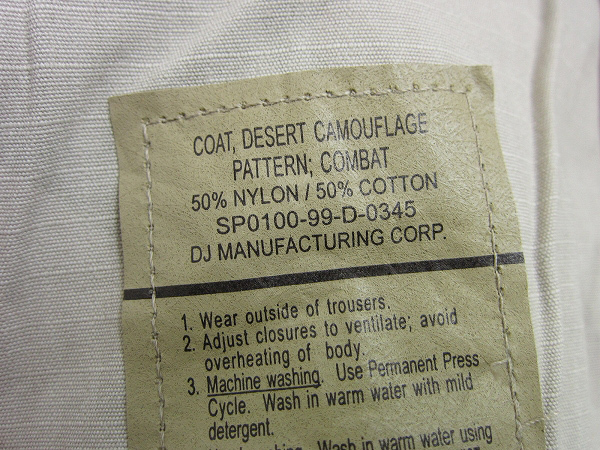 COAT, DESERT CAMOUFLAGE
PATTERN; COMBAT
50% NYLON / 50% COTTON
SP0100-99-D-0345
DJ MANUFACTURING CORP.
1. Wear outside of trousers.
2. Adjust closures to ventilate; avoid
overheating of body.
3. Machine washing. Use Permanent Press
Cycle. Wash in warm water with mild
detergent.
Wash in warm water using